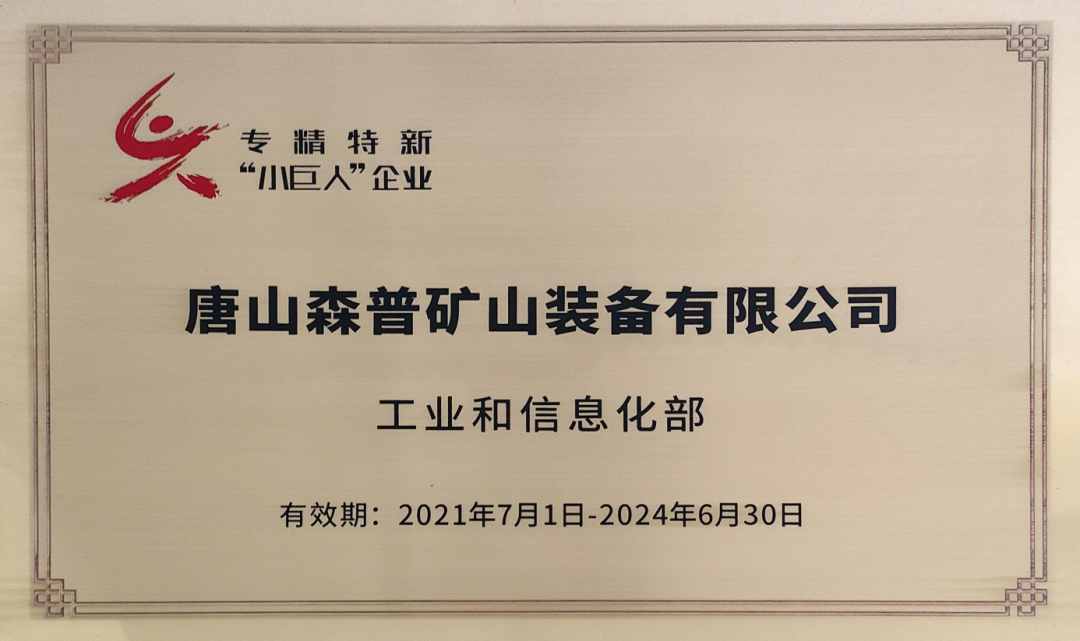 专精特新
“小巨人”企业
唐山森普矿山装备有限公司
工业和信息化部
有效期：2021年7月1日-2024年6月30日